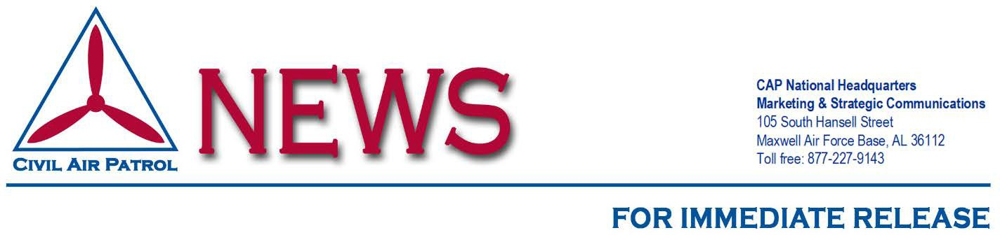 CIVIL AIR PATROL
NEWS
CAP National Headquarters
Marketing & Strategic Communications
105 South Hansell Street
Maxwell Air Force Base, AL 36112
Toll free: 877-227-9143
FOR IMMEDIATE RELEASE